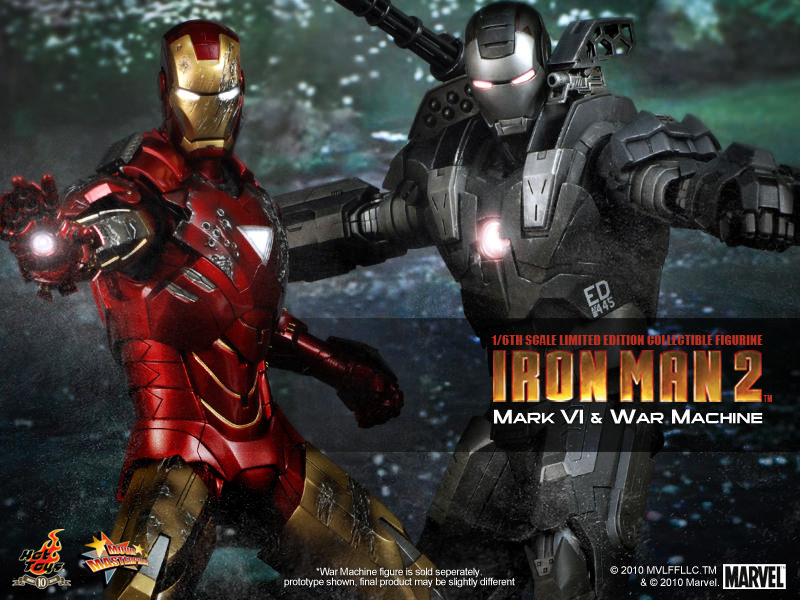 ED
AF 445
1/6TH SCALE LIMITED EDITION COLLECTIBLE FIGURINE
IRON MAN 2 TM
MARK VI & WAR MACHINE
HOT TOYS
10
MOVIE MASTERPIECE
*War Machine figure is sold seperately.
prototype shown, final product may be slightly different
© 2010 MVLFFLLC.TM
& © 2010 Marvel.
MARVEL